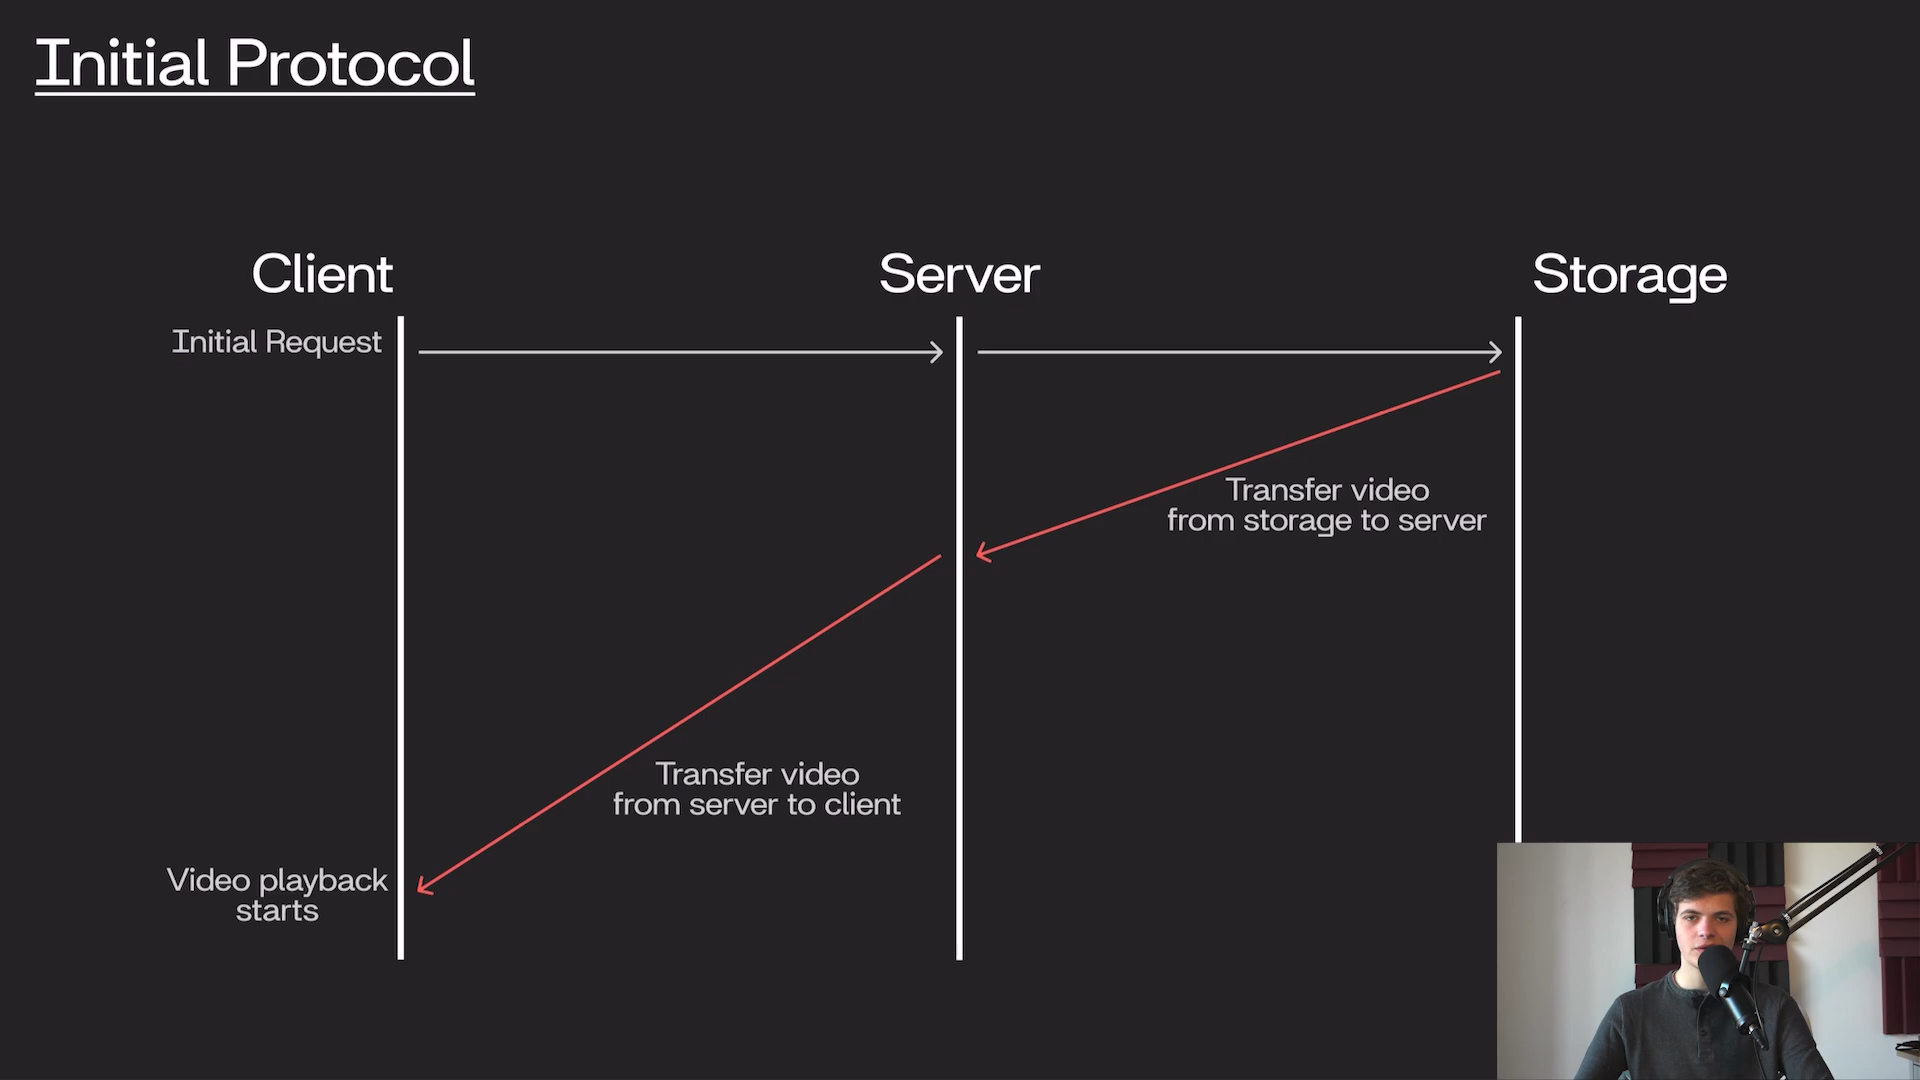 Initial Protocol
Client
Server
Storage
Initial Request
Transfer video
from storage to server
Transfer video
from server to client
Video playback
starts